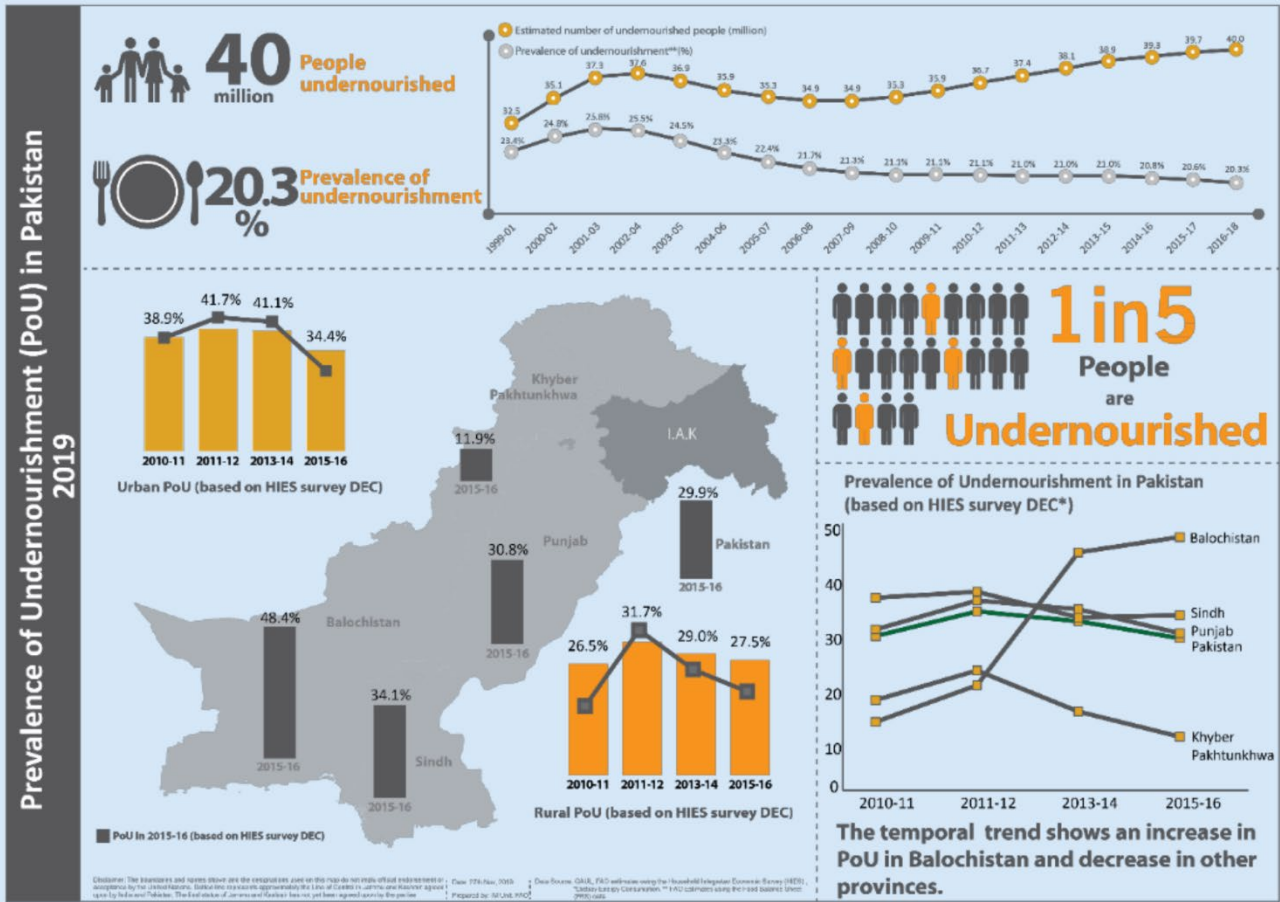 Prevalence of Undernourishment (PoU) in Pakistan
2019
40
million
People
undernourished
20.3
%
Prevalence of
undernourishment
Estimated number of undernourished people (million)
Prevalence of undernourishment**(%)
32.5
35.1
37.3
37.6
36.9
35.9
35.3
34.9
34.9
35.3
35.9
36.7
37.4
38.1
38.9
39.3
39.7
40.0
23.4%
24.8%
25.8%
25.5%
24.5%
23.3%
22.4%
21.7%
21.3%
21.1%
21.1%
21.1%
21.0%
21.0%
21.0%
20.8%
20.6%
20.3%
1999-01
2000-02
2001-03
2002-04
2003-05
2004-06
2005-07
2006-08
2007-09
2008-10
2009-11
2010-12
2011-13
2012-14
2013-15
2014-16
2015-17
2016-18
38.9%
41.7%
41.1%
34.4%
2010-11
2011-12
2013-14
2015-16
Urban PoU (based on HIES survey DEC)
Khyber
Pakhtunkhwa
I.A.K
11.9%
2015-16
29.9%
Pakistan
2015-16
30.8%
Punjab
2015-16
48.4%
Balochistan
2015-16
34.1%
Sindh
2015-16
26.5%
31.7%
29.0%
27.5%
2010-11
2011-12
2013-14
2015-16
Rural PoU (based on HIES survey DEC)
PoU in 2015-16 (based on HIES survey DEC)
1in5
People
are
Undernourished
Prevalence of Undernourishment in Pakistan
(based on HIES survey DEC*)
50
40
30
20
10
0
Balochistan
Sindh
Punjab
Pakistan
Khyber
Pakhtunkhwa
2010-11
2011-12
2013-14
2015-16
The temporal trend shows an increase in
PoU in Balochistan and decrease in other
provinces.